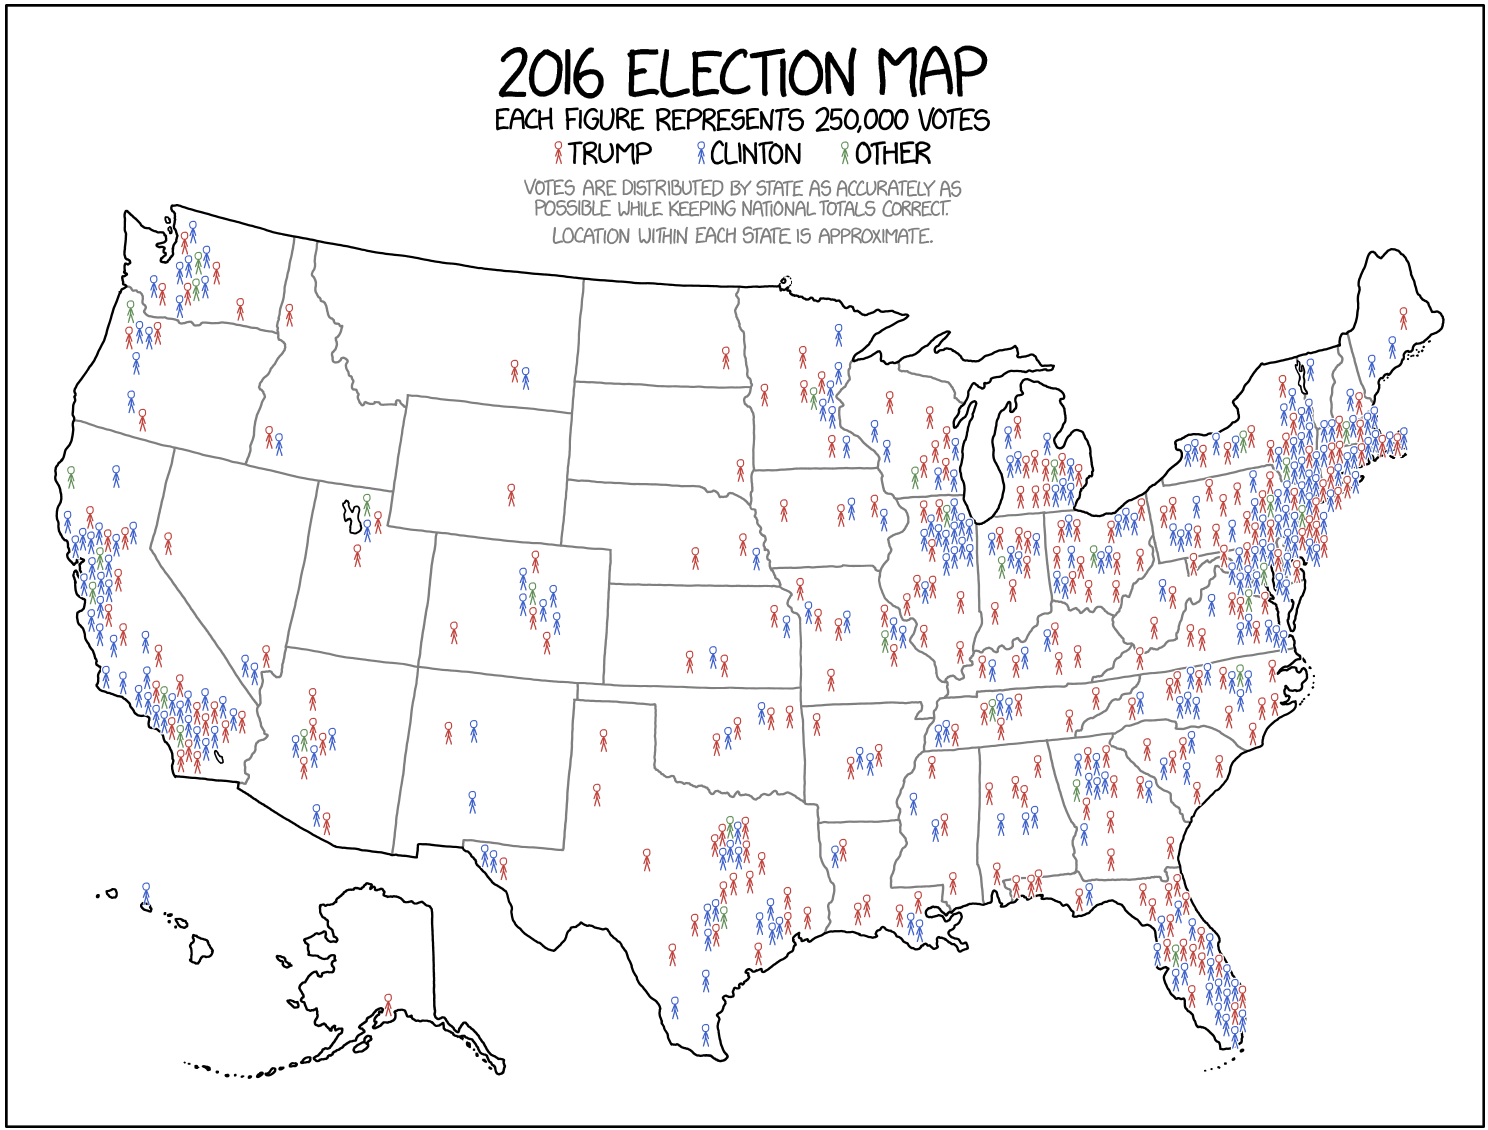 2016 ELECTION MAP
EACH FIGURE REPRESENTS 250,000 VOTES
TRUMP CLINTON OTHER
VOTES ARE DISTRIBUTED BY STATE AS ACCURATELY AS
POSSIBLE WHILE KEEPING NATIONAL TOTALS CORRECT.
LOCATION WITHIN EACH STATE IS APPROXIMATE.